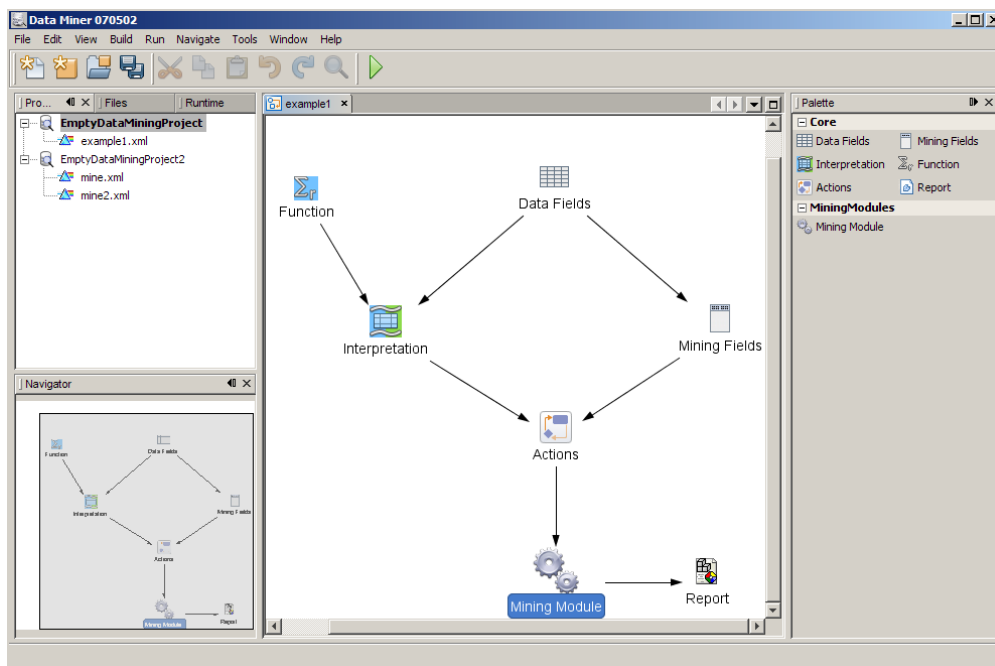 Data Miner 070502
File Edit View Build Run Navigate Tools Window Help
Pro... Files Runtime
EmptyDataMiningProject
example1.xml
EmptyDataMiningProject2
mine.xml
mine2.xml
Navigator
Function
Data Fields
Interpretation
Mining Fields
Actions
Mining Module
Report
example1
Function
Data Fields
Interpretation
Mining Fields
Actions
Mining Module
Report
Palette
Core
Data Fields Mining Fields
Interpretation Function
Actions Report
MiningModules
Mining Module